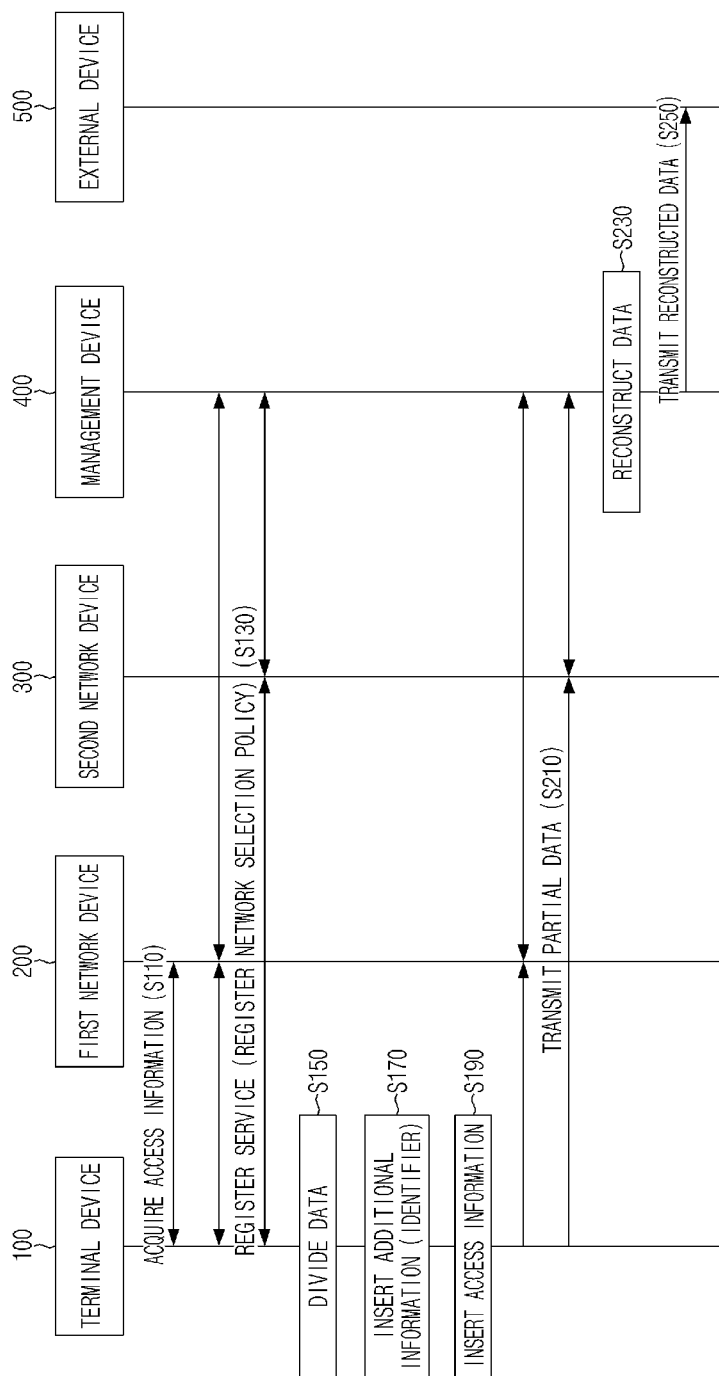 100
TERMINAL DEVICE
200
FIRST NETWORK DEVICE
300
SECOND NETWORK DEVICE
400
MANAGEMENT DEVICE
500
EXTERNAL DEVICE
ACQUIRE ACCESS INFORMATION (S110)
REGISTER SERVICE (REGISTER NETWORK SELECTION POLICY) (S130)
DIVIDE DATA
S150
INSERT ADDITIONAL
INFORMATION (IDENTIFIER)
S170
INSERT ACCESS INFORMATION
S190
TRANSMIT PARTIAL DATA (S210)
RECONSTRUCT DATA
S230
TRANSMIT RECONSTRUCTED DATA (S250)